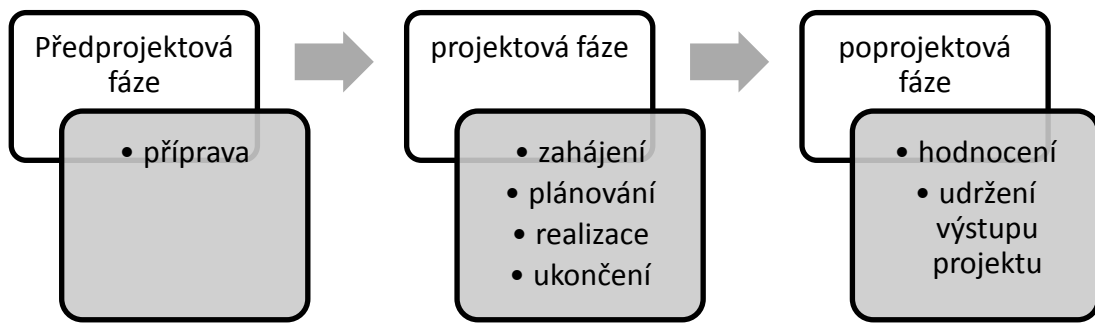 Předprojektová
fáze
• příprava
projektová fáze
• zahájení
• plánování
• realizace
• ukončení
poprojektová
fáze
• hodnocení
• udržení
výstupu
projektu